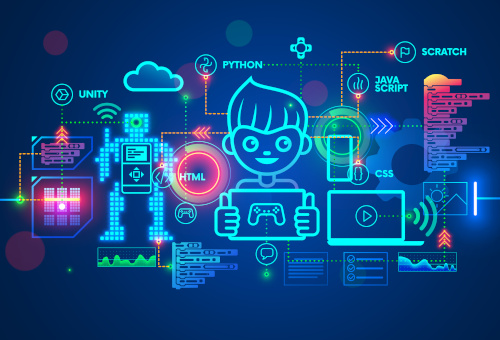 PYTHON
SCRATCH
UNITY
JAVA
SCRIPT
HTML
CSS